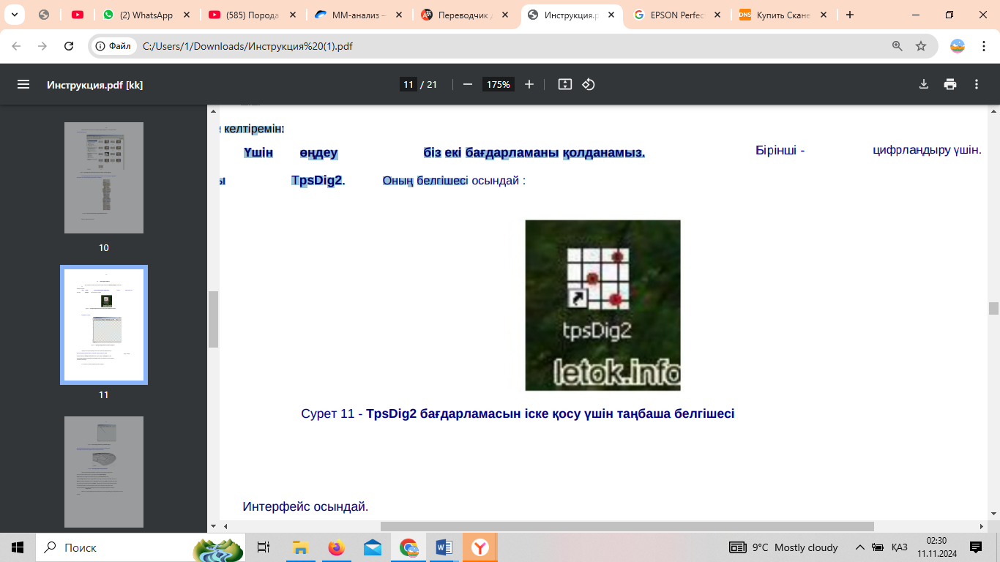 (2) WhatsApp
(585) Порода
ММ-анализ –
Переводчик д
Инструкция.p
EPSON Perfec
Купить Скане
Файл
C:/Users/1/Downloads/Инструкция%20(1).pdf
Инструкция.pdf [kk]
11 / 21
175%
келтіремін:
Үшін өңдеу біз екі бағдарламаны қолданамыз. Бірінші - цифрландыру үшін.
ы TpsDig2. Оның белгішесі осындай :
tpsDig2
letok.info
Сурет 11 - TpsDig2 бағдарламасын іске қосу үшін таңбаша белгішесі
Интерфейс осындай.
10
11
Поиск
9°C Mostly cloudy
ҚАЗ
02:30
11.11.2024